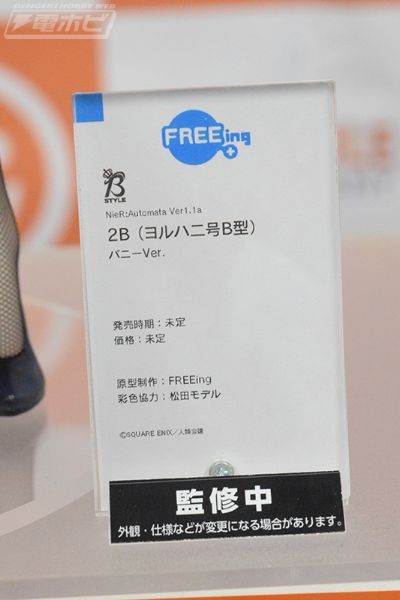 DENGEKI HOBBY WEB
電ホビ
FREEing
B
STYLE
NieR:Automata Ver1.1a
2B（ヨルハ二号B型）
バニーVer.
発売時期：未定
価格：未定
原型制作：FREEing
彩色協力：松田モデル
©SQUARE ENIX／人類会議
監修中
外観・仕様などが変更になる場合があります。